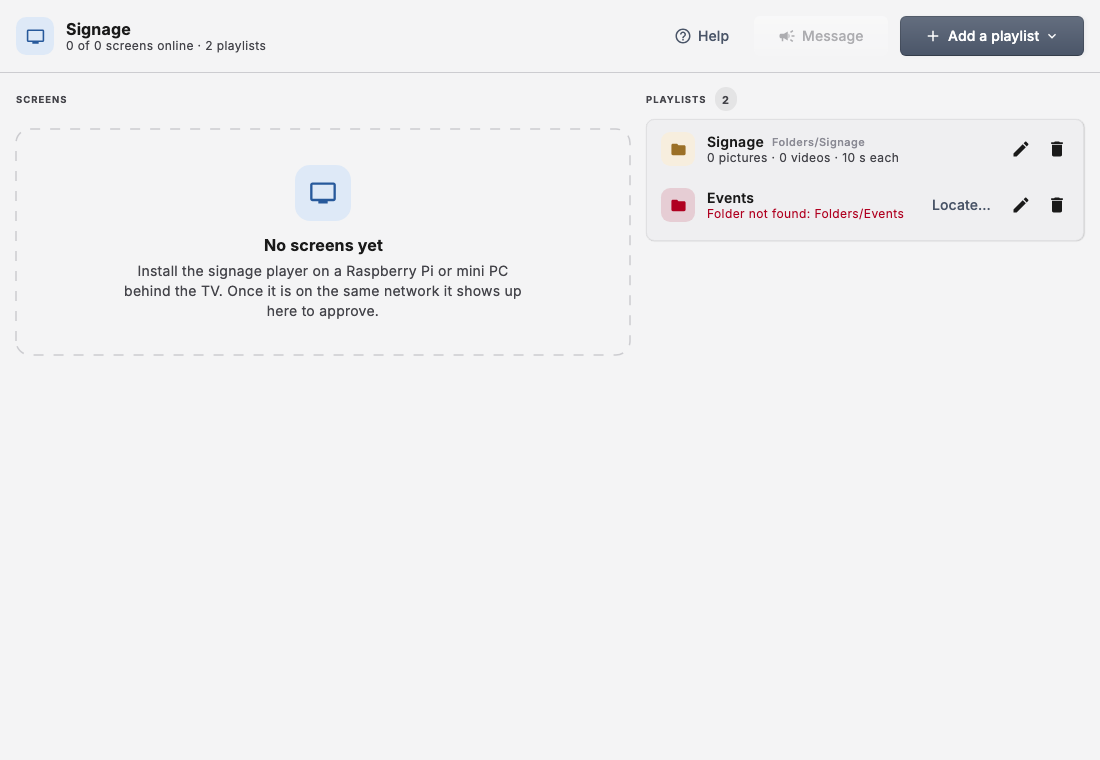 Signage
0 of 0 screens online · 2 playlists
Help
Message
Add a playlist
SCREENS
No screens yet
Install the signage player on a Raspberry Pi or mini PC
behind the TV. Once it is on the same network it shows up
here to approve.
PLAYLISTS 2
Signage Folders/Signage
0 pictures · 0 videos · 10 s each
Events
Folder not found: Folders/Events
Locate...